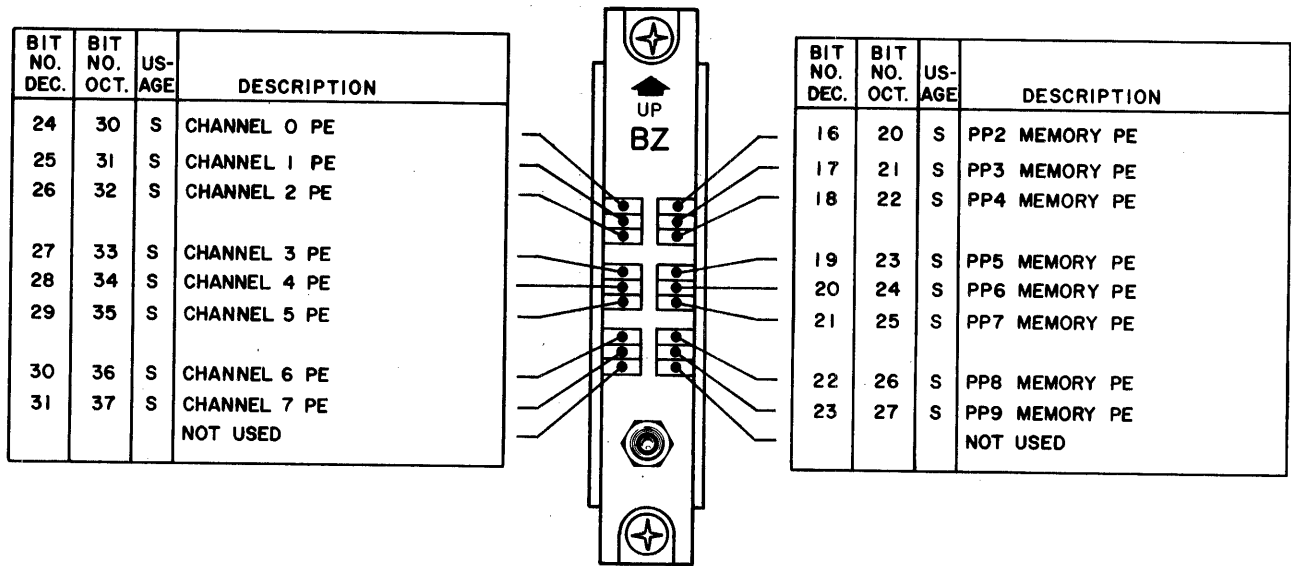 BIT NO. DEC. BIT NO. OCT. US-AGE DESCRIPTION
24 30 S CHANNEL 0 PE
25 31 S CHANNEL 1 PE
26 32 S CHANNEL 2 PE
27 33 S CHANNEL 3 PE
28 34 S CHANNEL 4 PE
29 35 S CHANNEL 5 PE
30 36 S CHANNEL 6 PE
31 37 S CHANNEL 7 PE
NOT USED
UP
BZ
BIT NO. DEC. BIT NO. OCT. US-AGE DESCRIPTION
16 20 S PP2 MEMORY PE
17 21 S PP3 MEMORY PE
18 22 S PP4 MEMORY PE
19 23 S PP5 MEMORY PE
20 24 S PP6 MEMORY PE
21 25 S PP7 MEMORY PE
22 26 S PP8 MEMORY PE
23 27 S PP9 MEMORY PE
NOT USED